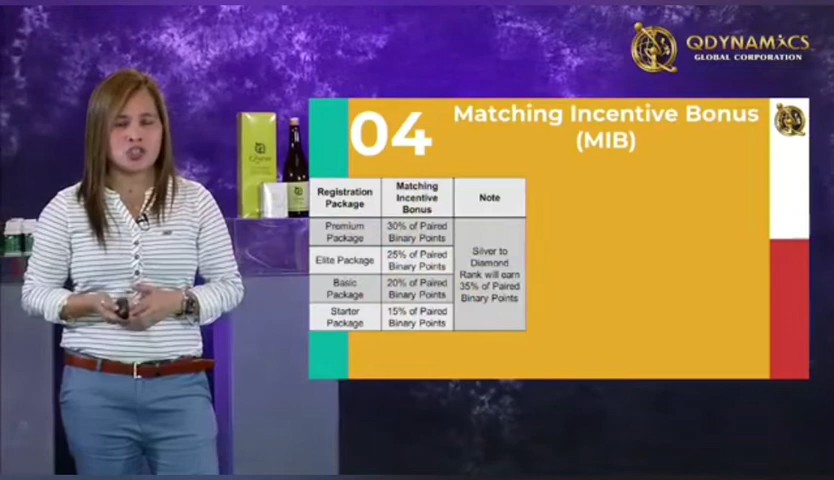 QDYNAMICS
GLOBAL CORPORATION
04
Matching Incentive Bonus
(MIB)
Registration
Package
Matching
Incentive
Bonus
Note
Premium
Package
30% of Paired
Binary Points
Elite Package
25% of Paired
Binary Points
Basic
Package
20% of Paired
Binary Points
Starter
Package
15% of Paired
Binary Points
Silver to
Diamond
Rank will earn
35% of Paired
Binary Points